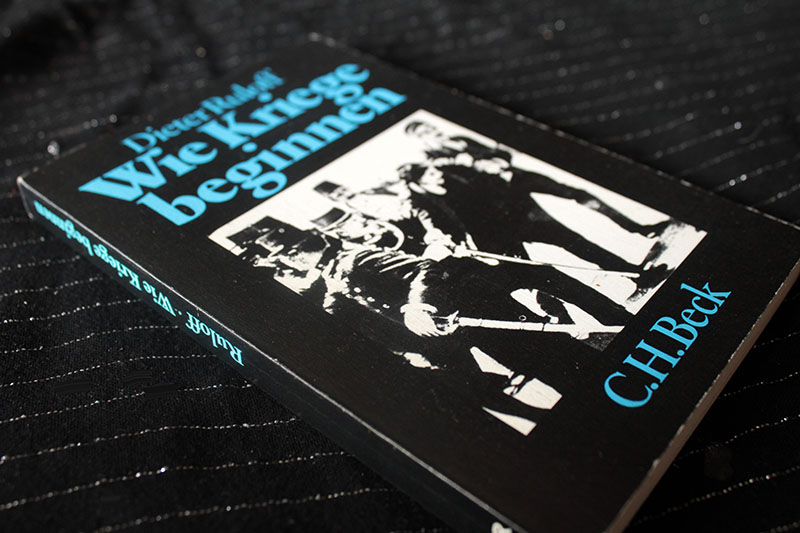 Dieter Ruloff
Wie Kriege
beginnen
C.H.Beck
Ruloff · Wie Kriege beginnen